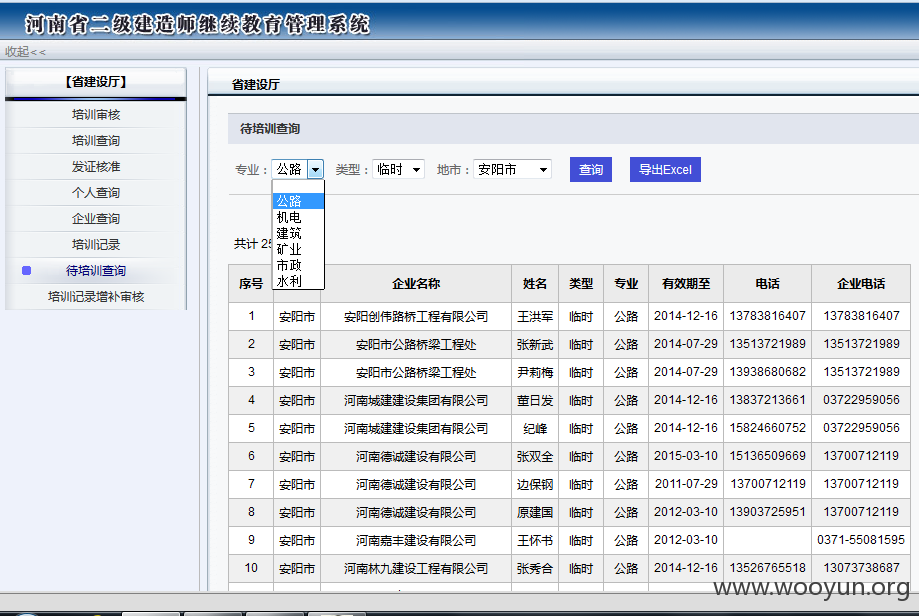 河南省二级建造师继续教育管理系统
收起<<
【省建设厅】
培训审核
培训查询
发证核准
个人查询
企业查询
培训记录
待培训查询
培训记录增补审核
省建设厅
待培训查询
专业： 公路 类型： 临时 地市： 安阳市 查询 导出Excel
公路
机电
建筑
矿业
市政
水利
共计 25
序号 企业名称 姓名 类型 专业 有效期至 电话 企业电话
1 安阳市 安阳创伟路桥工程有限公司 王洪军 临时 公路 2014-12-16 13783816407 13783816407
2 安阳市 安阳市公路桥梁工程处 张新武 临时 公路 2014-07-29 13513721989 13513721989
3 安阳市 安阳市公路桥梁工程处 尹莉梅 临时 公路 2014-07-29 13938680682 13513721989
4 安阳市 河南城建建设集团有限公司 董日发 临时 公路 2014-12-16 13837213661 03722959056
5 安阳市 河南城建建设集团有限公司 纪峰 临时 公路 2014-12-16 15824660752 03722959056
6 安阳市 河南德诚建设有限公司 张双全 临时 公路 2015-03-10 15136509669 13700712119
7 安阳市 河南德诚建设有限公司 边保钢 临时 公路 2011-07-29 13700712119 13700712119
8 安阳市 河南德诚建设有限公司 原建国 临时 公路 2012-03-10 13903725951 13700712119
9 安阳市 河南嘉丰建设有限公司 王怀书 临时 公路 2012-03-10 0371-55081595
10 安阳市 河南林九建设工程有限公司 张秀合 临时 公路 2014-12-16 13526765518 13073738687
www.wooyun.org